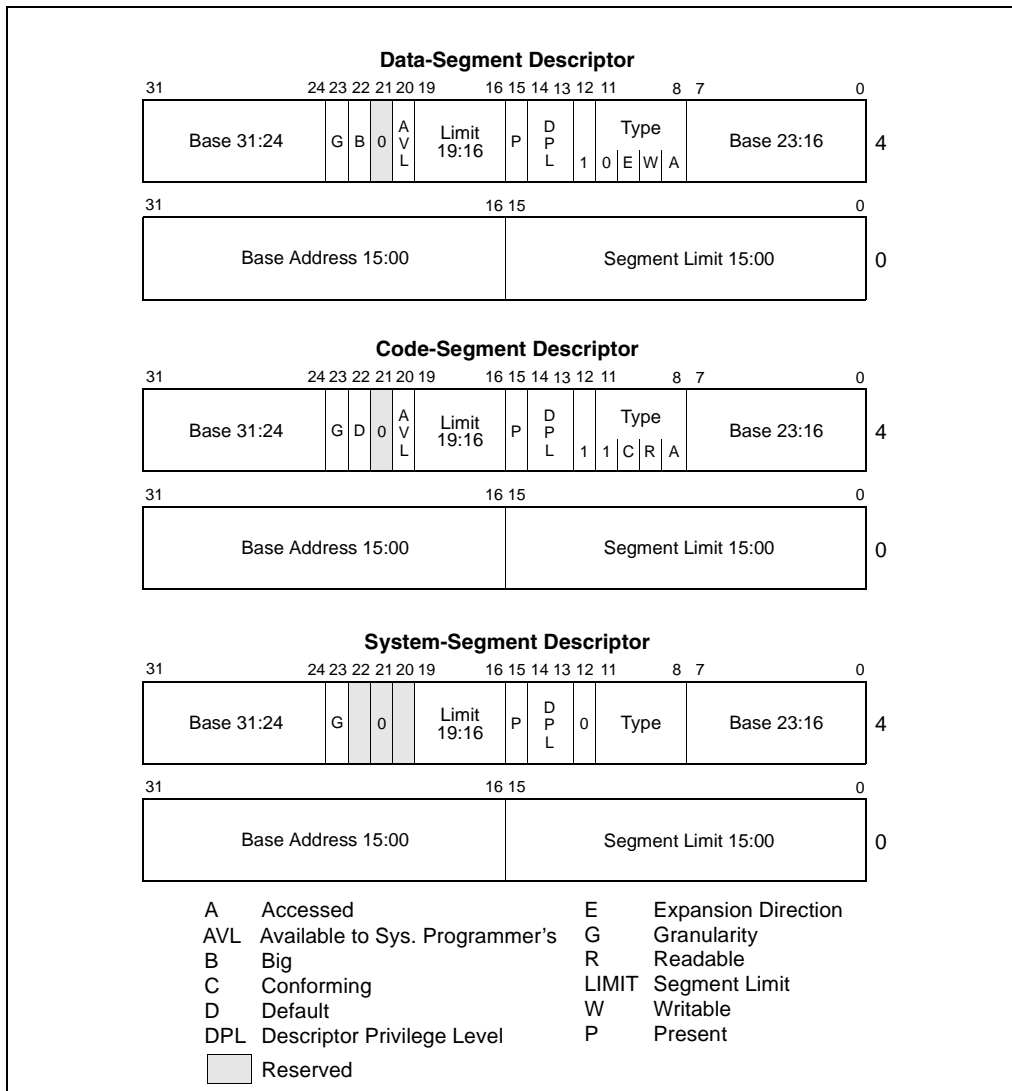 Data-Segment Descriptor
31 24 23 22 21 20 19 16 15 14 13 12 11 8 7 0
Base 31:24 G B 0 AVL Limit 19:16 P DPL 1 Type 0 E W A Base 23:16 4
31 16 15 0
Base Address 15:00 Segment Limit 15:00 0
Code-Segment Descriptor
31 24 23 22 21 20 19 16 15 14 13 12 11 8 7 0
Base 31:24 G D 0 AVL Limit 19:16 P DPL 1 Type 1 C R A Base 23:16 4
31 16 15 0
Base Address 15:00 Segment Limit 15:00 0
System-Segment Descriptor
31 24 23 22 21 20 19 16 15 14 13 12 11 8 7 0
Base 31:24 G 0 Limit 19:16 P DPL 0 Type Base 23:16 4
31 16 15 0
Base Address 15:00 Segment Limit 15:00 0
A Accessed
AVL Available to Sys. Programmer's
B Big
C Conforming
D Default
DPL Descriptor Privilege Level
Reserved
E Expansion Direction
G Granularity
R Readable
LIMIT Segment Limit
W Writable
P Present